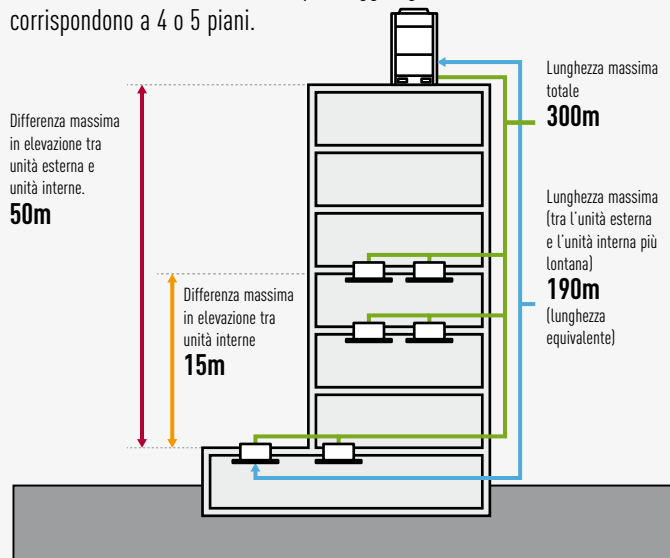 corrispondono a 4 o 5 piani.
Differenza massima
in elevazione tra
unità esterna e
unità interne.
50m
Differenza massima
in elevazione tra
unità interne
15m
Lunghezza massima
totale
300m
Lunghezza massima
(tra l'unità esterna
e l'unità interna più
lontana)
190m
(lunghezza
equivalente)